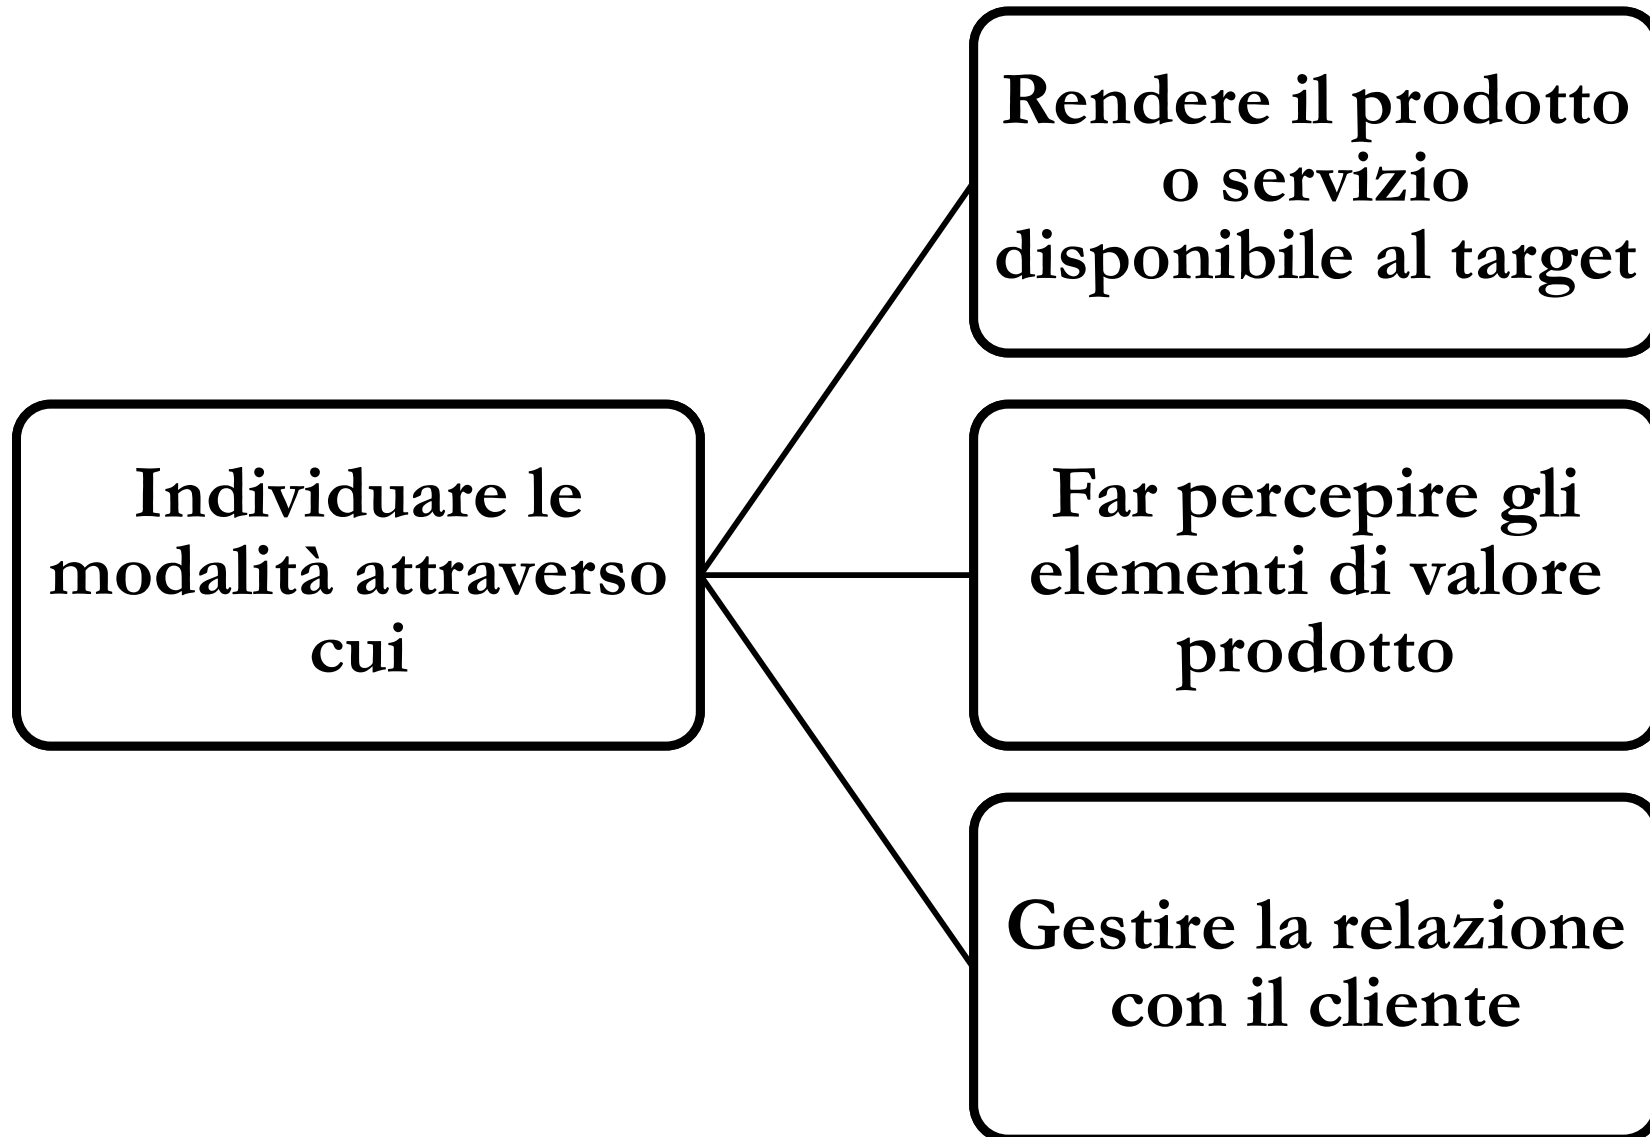 Individuare le
modalità attraverso
cui
Rendere il prodotto
o servizio
disponibile al target
Far percepire gli
elementi di valore
prodotto
Gestire la relazione
con il cliente